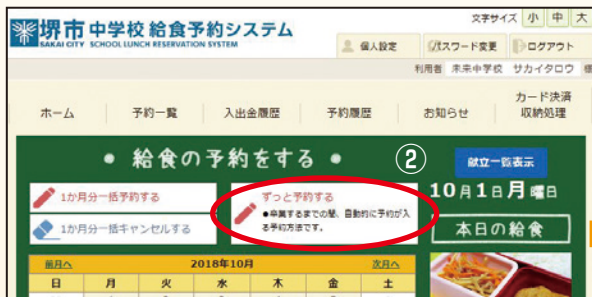 文字サイズ 小 中 大
堺市 中学校 給食予約システム
SAKAI CITY SCHOOL LUNCH RESERVATION SYSTEM
個人設定 パスワード変更 ログアウト
利用者 未来中学校 サカイタロウ 様
ホーム 予約一覧 入出金履歴 予約履歴 お知らせ カード決済
収納処理
● 給食の予約をする ●
② 献立一覧表示
1か月分一括予約する
1か月分一括キャンセルする
ずっと予約する
●卒業するまでの間、自動的に予約が入
る予約方法です。
10月1日月曜日
本日の給食
前月へ 2018年10月 次月へ
日 月 火 水 木 金 土